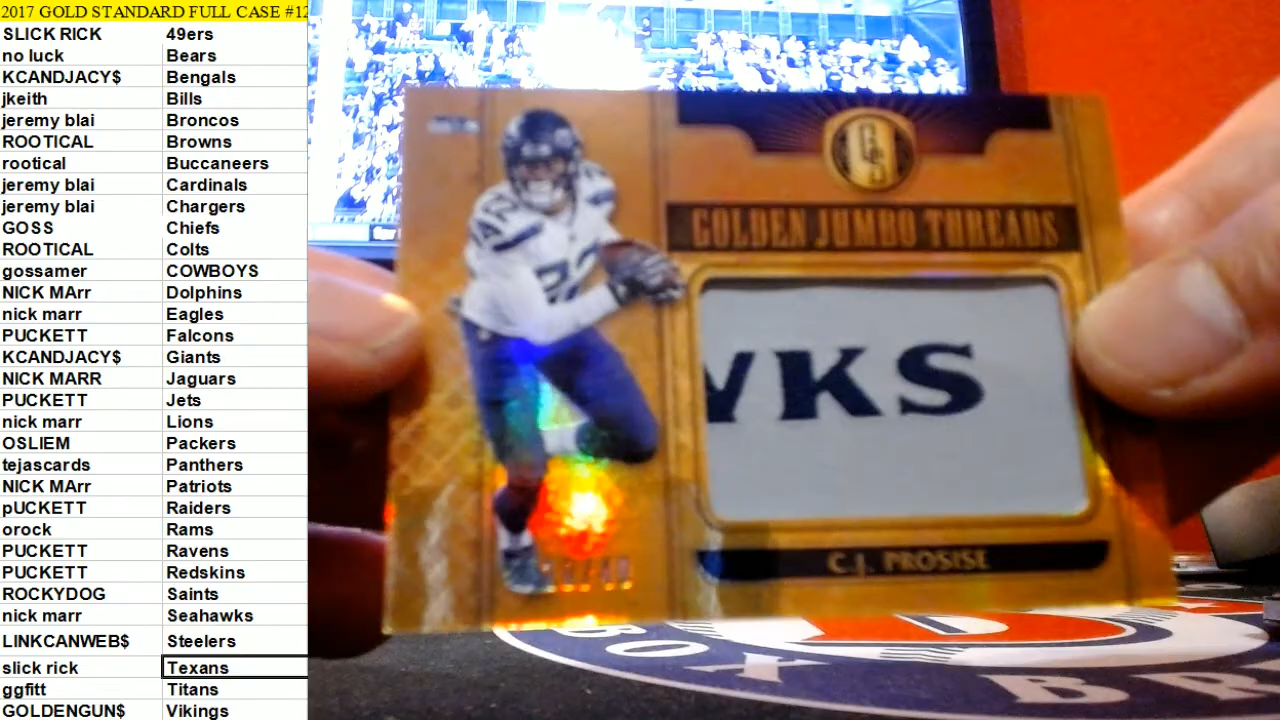 2017 GOLD STANDARD FULL CASE #12
SLICK RICK 49ers
no luck Bears
KCANDJACY$ Bengals
jkeith Bills
jeremy blai Broncos
ROOTICAL Browns
rootical Buccaneers
jeremy blai Cardinals
jeremy blai Chargers
GOSS Chiefs
ROOTICAL Colts
gossamer COWBOYS
NICK MArr Dolphins
nick marr Eagles
PUCKETT Falcons
KCANDJACY$ Giants
NICK MARR Jaguars
PUCKETT Jets
nick marr Lions
OSLIEM Packers
tejascards Panthers
NICK MArr Patriots
pUCKETT Raiders
orock Rams
PUCKETT Ravens
PUCKETT Redskins
ROCKYDOG Saints
nick marr Seahawks
LINKCANWEB$ Steelers
slick rick Texans
ggfitt Titans
GOLDENGUN$ Vikings
GS
GOLDEN JUMBO THREADS
WKS
C.J. PROSISE
BOX BR